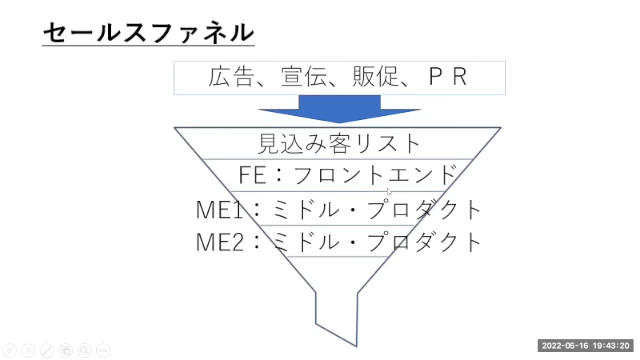 セールスファネル
広告、宣伝、販促、ＰＲ
見込み客リスト
FE：フロントエンド
ME1：ミドル・プロダクト
ME2：ミドル・プロダクト
2022-05-16 19:43:20